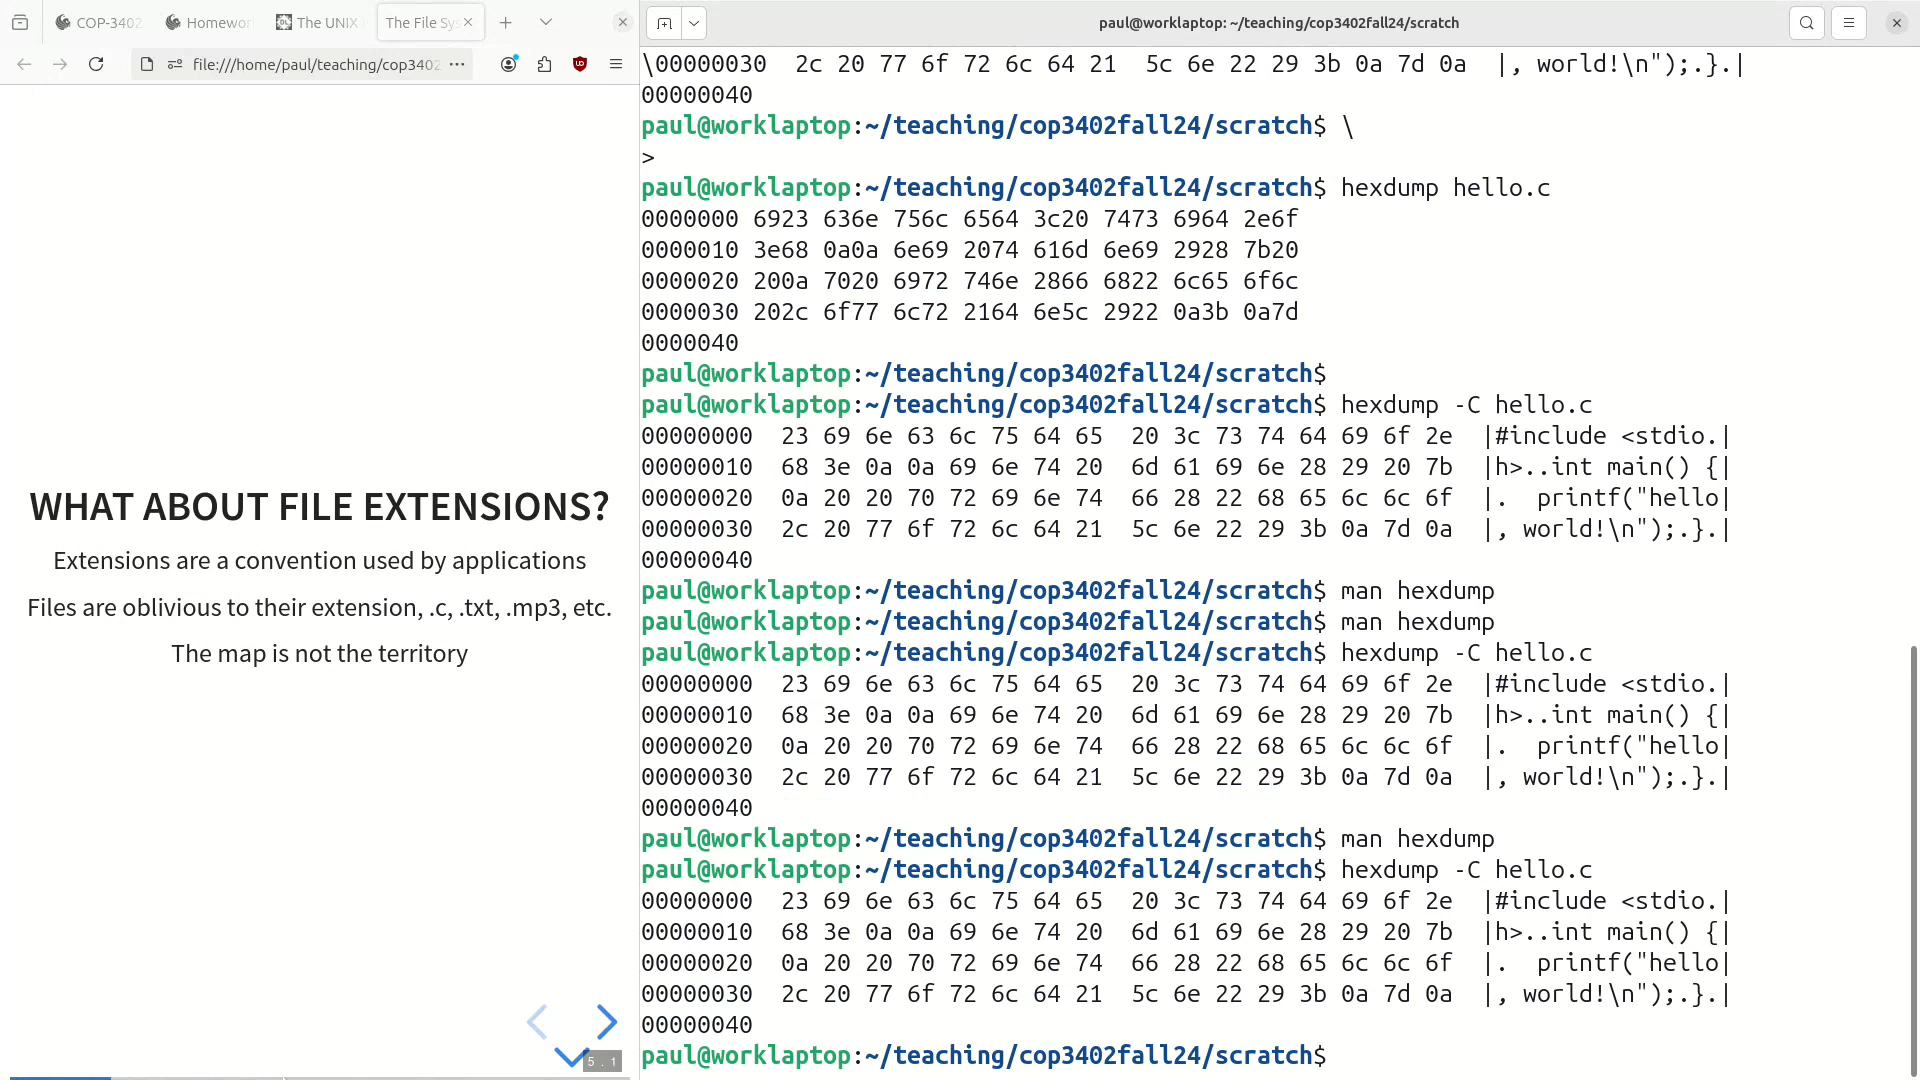 COP-3402
Homewor
The UNIX
The File Sys
file:///home/paul/teaching/cop3402
WHAT ABOUT FILE EXTENSIONS?
Extensions are a convention used by applications
Files are oblivious to their extension, .c, .txt, .mp3, etc.
The map is not the territory
5 . 1
paul@worklaptop: ~/teaching/cop3402fall24/scratch
\00000030  2c 20 77 6f 72 6c 64 21  5c 6e 22 29 3b 0a 7d 0a  |, world!\n");.}.|
00000040
paul@worklaptop:~/teaching/cop3402fall24/scratch$ \
>
paul@worklaptop:~/teaching/cop3402fall24/scratch$ hexdump hello.c
0000000 6923 636e 756c 6564 3c20 7473 6964 2e6f
0000010 3e68 0a0a 6e69 2074 616d 6e69 2928 7b20
0000020 200a 7020 6972 746e 2866 6822 6c65 6f6c
0000030 202c 6f77 6c72 2164 6e5c 2922 0a3b 0a7d
0000040
paul@worklaptop:~/teaching/cop3402fall24/scratch$
paul@worklaptop:~/teaching/cop3402fall24/scratch$ hexdump -C hello.c
00000000  23 69 6e 63 6c 75 64 65  20 3c 73 74 64 69 6f 2e  |#include <stdio.|
00000010  68 3e 0a 0a 69 6e 74 20  6d 61 69 6e 28 29 20 7b  |h>..int main() {|
00000020  0a 20 20 70 72 69 6e 74  66 28 22 68 65 6c 6c 6f  |.  printf("hello|
00000030  2c 20 77 6f 72 6c 64 21  5c 6e 22 29 3b 0a 7d 0a  |, world!\n");.}.|
00000040
paul@worklaptop:~/teaching/cop3402fall24/scratch$ man hexdump
paul@worklaptop:~/teaching/cop3402fall24/scratch$ man hexdump
paul@worklaptop:~/teaching/cop3402fall24/scratch$ hexdump -C hello.c
00000000  23 69 6e 63 6c 75 64 65  20 3c 73 74 64 69 6f 2e  |#include <stdio.|
00000010  68 3e 0a 0a 69 6e 74 20  6d 61 69 6e 28 29 20 7b  |h>..int main() {|
00000020  0a 20 20 70 72 69 6e 74  66 28 22 68 65 6c 6c 6f  |.  printf("hello|
00000030  2c 20 77 6f 72 6c 64 21  5c 6e 22 29 3b 0a 7d 0a  |, world!\n");.}.|
00000040
paul@worklaptop:~/teaching/cop3402fall24/scratch$ man hexdump
paul@worklaptop:~/teaching/cop3402fall24/scratch$ hexdump -C hello.c
00000000  23 69 6e 63 6c 75 64 65  20 3c 73 74 64 69 6f 2e  |#include <stdio.|
00000010  68 3e 0a 0a 69 6e 74 20  6d 61 69 6e 28 29 20 7b  |h>..int main() {|
00000020  0a 20 20 70 72 69 6e 74  66 28 22 68 65 6c 6c 6f  |.  printf("hello|
00000030  2c 20 77 6f 72 6c 64 21  5c 6e 22 29 3b 0a 7d 0a  |, world!\n");.}.|
00000040
paul@worklaptop:~/teaching/cop3402fall24/scratch$